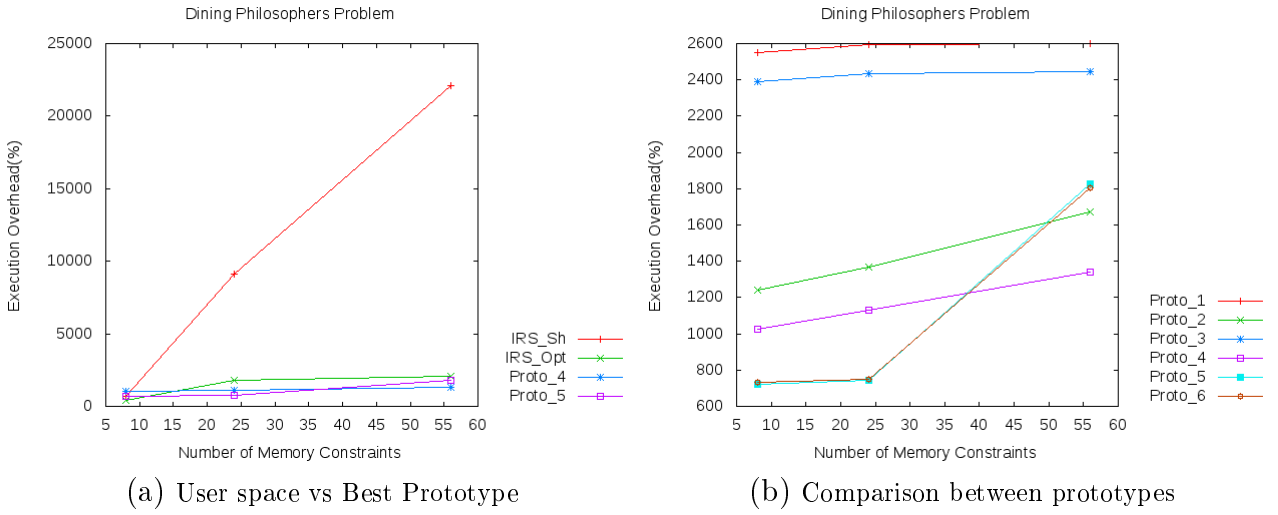 Dining Philosophers Problem
25000
20000
15000
10000
5000
0
Execution Overhead(%)
5 10 15 20 25 30 35 40 45 50 55 60
Number of Memory Constraints
IRS_Sh
IRS_Opt
Proto_4
Proto_5
(a) User space vs Best Prototype
Dining Philosophers Problem
2600
2400
2200
2000
1800
1600
1400
1200
1000
800
600
Execution Overhead(%)
5 10 15 20 25 30 35 40 45 50 55 60
Number of Memory Constraints
Proto_1
Proto_2
Proto_3
Proto_4
Proto_5
Proto_6
(b) Comparison between prototypes